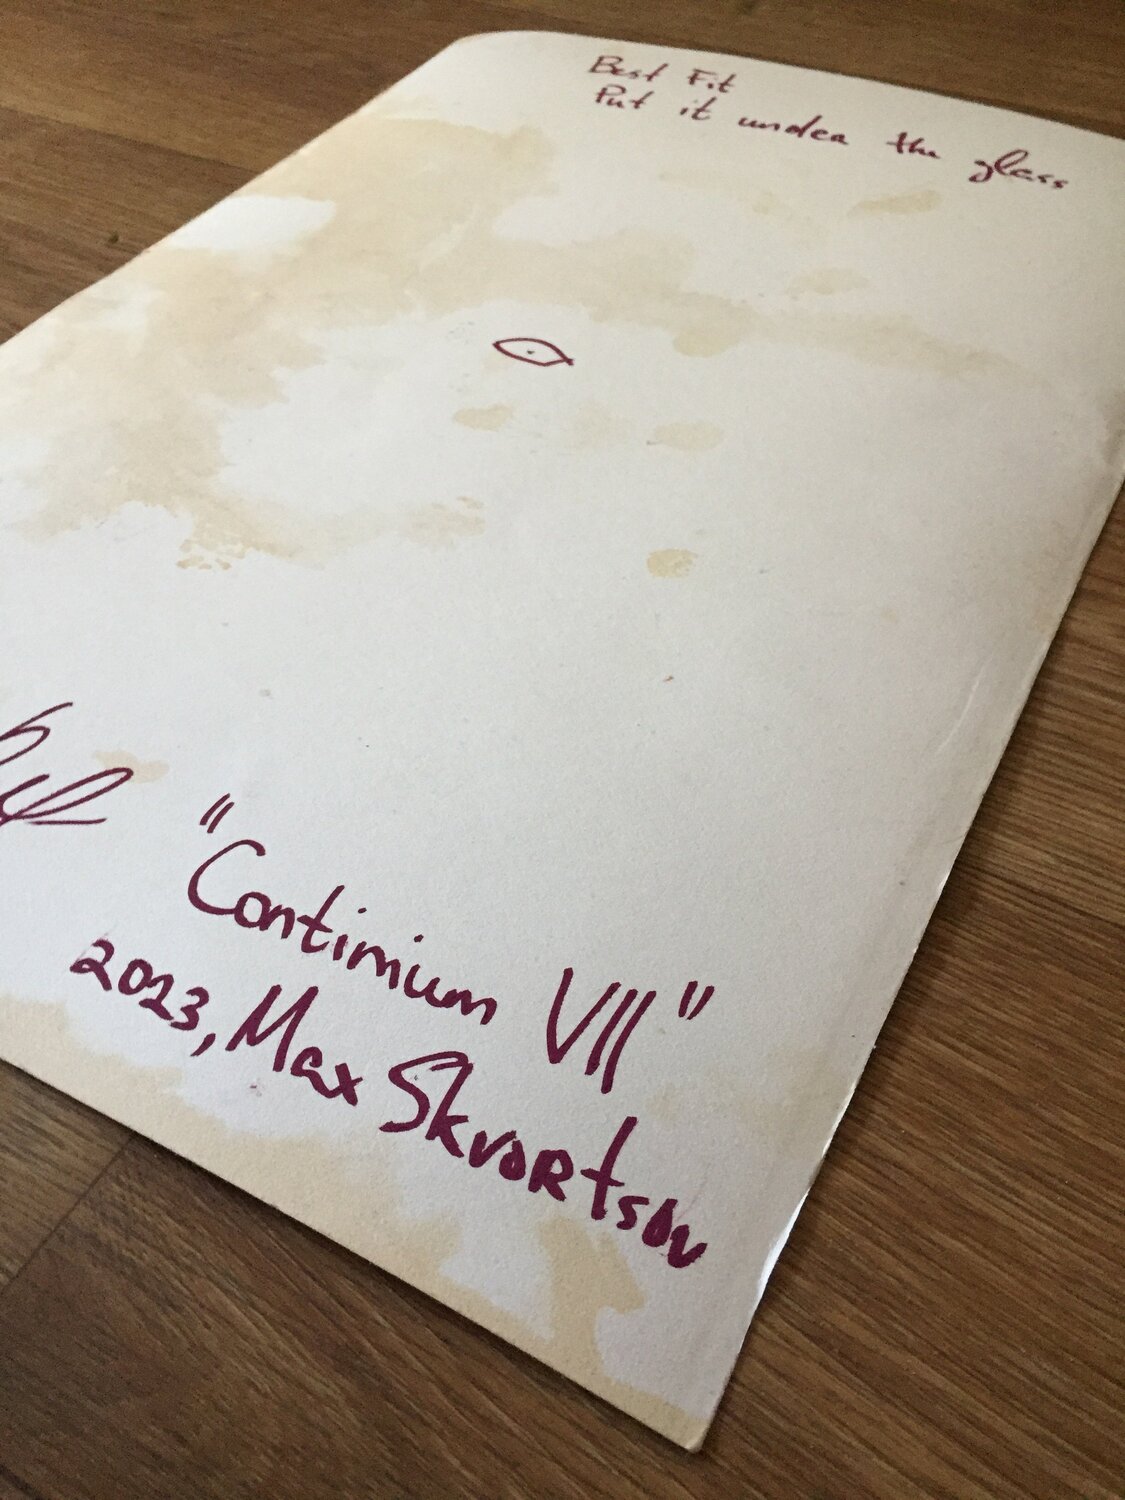 Best Fit
Put it under the glass
"Contimium VII"
2023, Max Skvortsov